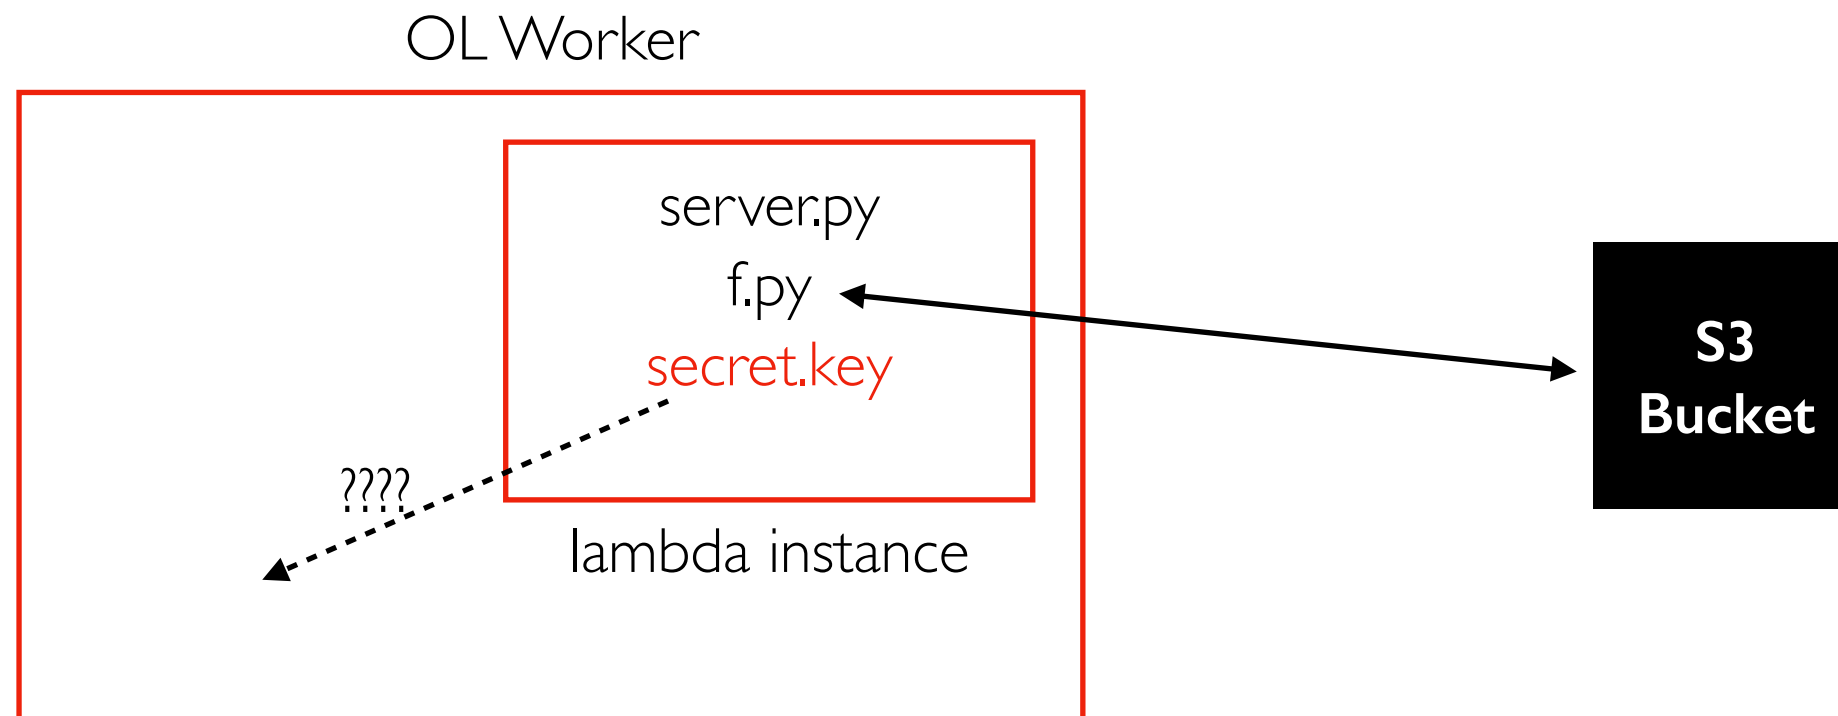 OL Worker
server.py
f.py
secret.key
S3
Bucket
????
lambda instance